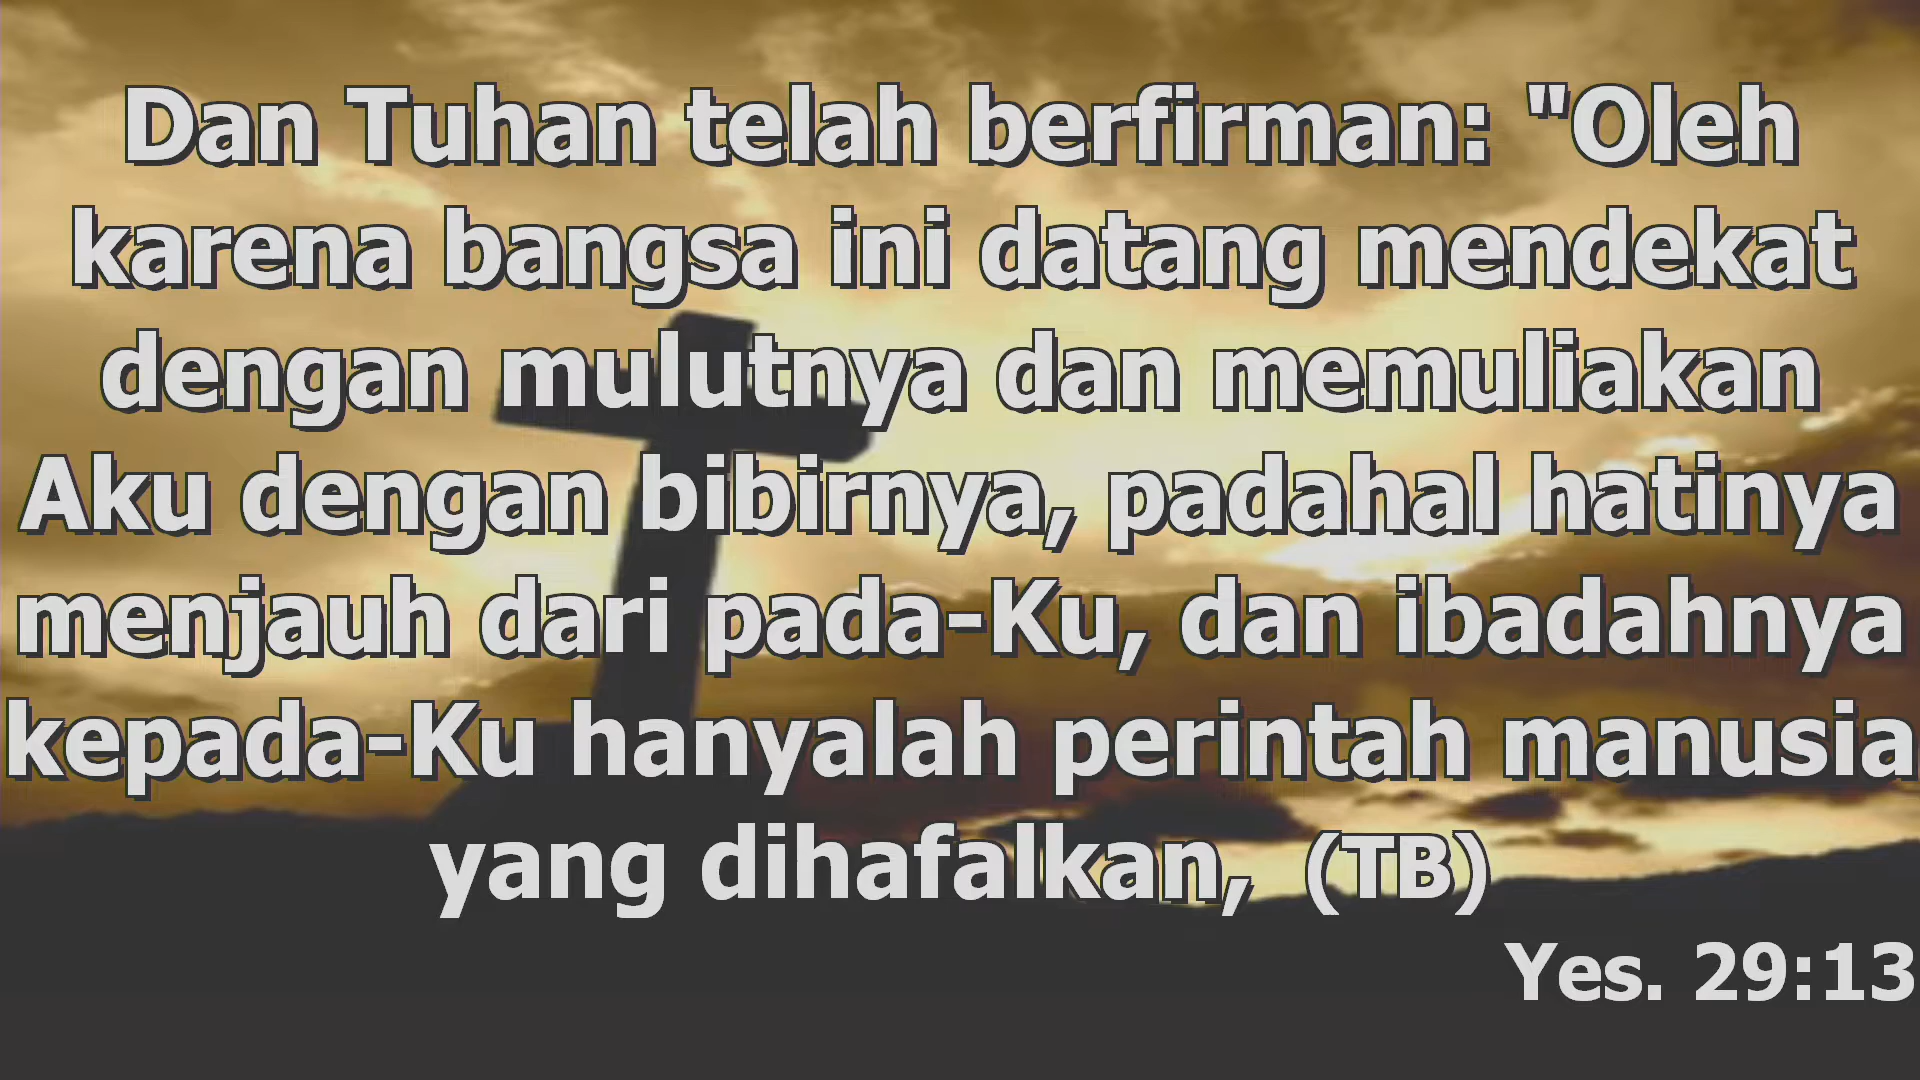 Dan Tuhan telah berfirman: "Oleh
karena bangsa ini datang mendekat
dengan mulutnya dan memuliakan
Aku dengan bibirnya, padahal hatinya
menjauh dari pada-Ku, dan ibadahnya
kepada-Ku hanyalah perintah manusia
yang dihafalkan, (TB)
Yes. 29:13